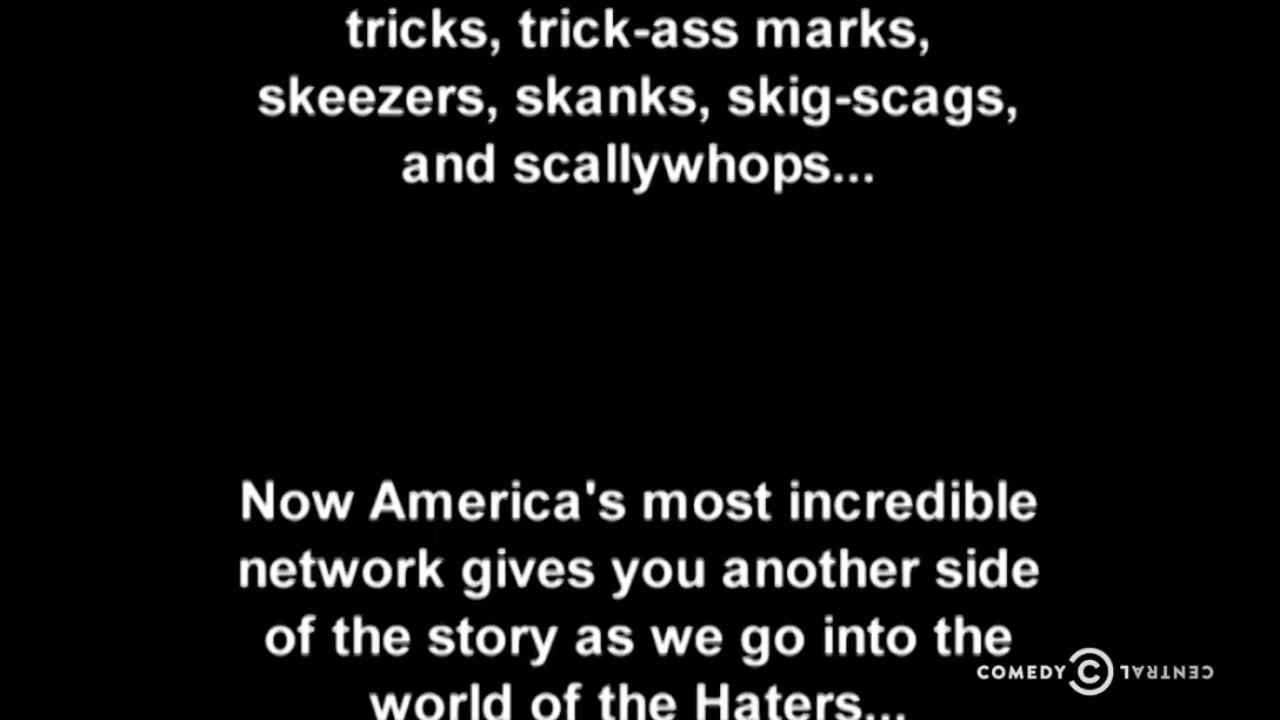 tricks, trick-ass marks,
skeezers, skanks, skig-scags,
and scallywhops...
Now America's most incredible
network gives you another side
of the story as we go into the
world of the Haters...
COMEDY CENTRAL